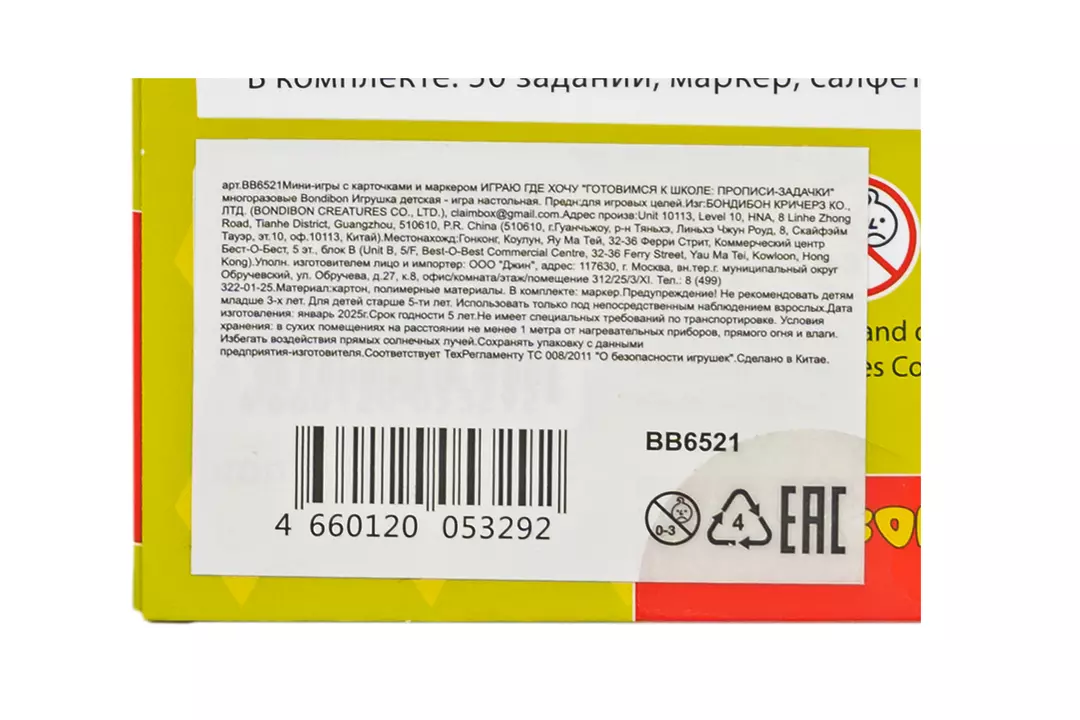 В комплекте: 50 заданий, маркер, салфет
арт.BB6521Мини-игры с карточками и маркером ИГРАЮ ГДЕ ХОЧУ "ГОТОВИМСЯ К ШКОЛЕ: ПРОПИСИ-ЗАДАЧКИ"
многоразовые Bondibon Игрушка детская - игра настольная. Предн:для игровых целей.Изг:БОНДИБОН КРИЧЕРЗ КО.,
ЛТД. (BONDIBON CREATURES CO., LTD.), claimbox@gmail.com.Адрес произв:Unit 10113, Level 10, HNA, 8 Linhe Zhong
Road, Tianhe District, Guangzhou, 510610, P.R. China (510610, г.Гуанчьжоу, р-н Тяньхэ, Линьхэ Чжун Роуд, 8, Скайфэйм
Тауэр, эт.10, оф.10113, Китай).Местонахожд:Гонконг, Коулун, Яу Ма Тей, 32-36 Ферри Стрит, Коммерческий центр
Бест-О-Бест, 5 эт., блок B (Unit B, 5/F, Best-O-Best Commercial Centre, 32-36 Ferry Street, Yau Ma Tei, Kowloon, Hong
Kong).Уполн. изготовителем лицо и импортер: ООО "Джин", адрес: 117630, г. Москва, вн.тер.г. муниципальный округ
Обручевский, ул. Обручева, д.27, к.8, офис/комната/этаж/помещение 312/25/3/XI. Тел.: 8 (499)
322-01-25.Материал:картон, полимерные материалы. В комплекте: маркер.Предупреждение! Не рекомендовать детям
младше 3-х лет. Для детей старше 5-ти лет. Использовать только под непосредственным наблюдением взрослых.Дата
изготовления: январь 2025г.Срок годности 5 лет.Не имеет специальных требований по транспортировке. Условия
хранения: в сухих помещениях на расстоянии не менее 1 метра от нагревательных приборов, прямого огня и влаги.
Избегать воздействия прямых солнечных лучей.Сохранять упаковку с данными
предприятия-изготовителя.Соответствует ТехРегламенту ТС 008/2011 "О безопасности игрушек".Сделано в Китае.
and
es Co
BB6521
4 660120 053292
0-3
4
EAC